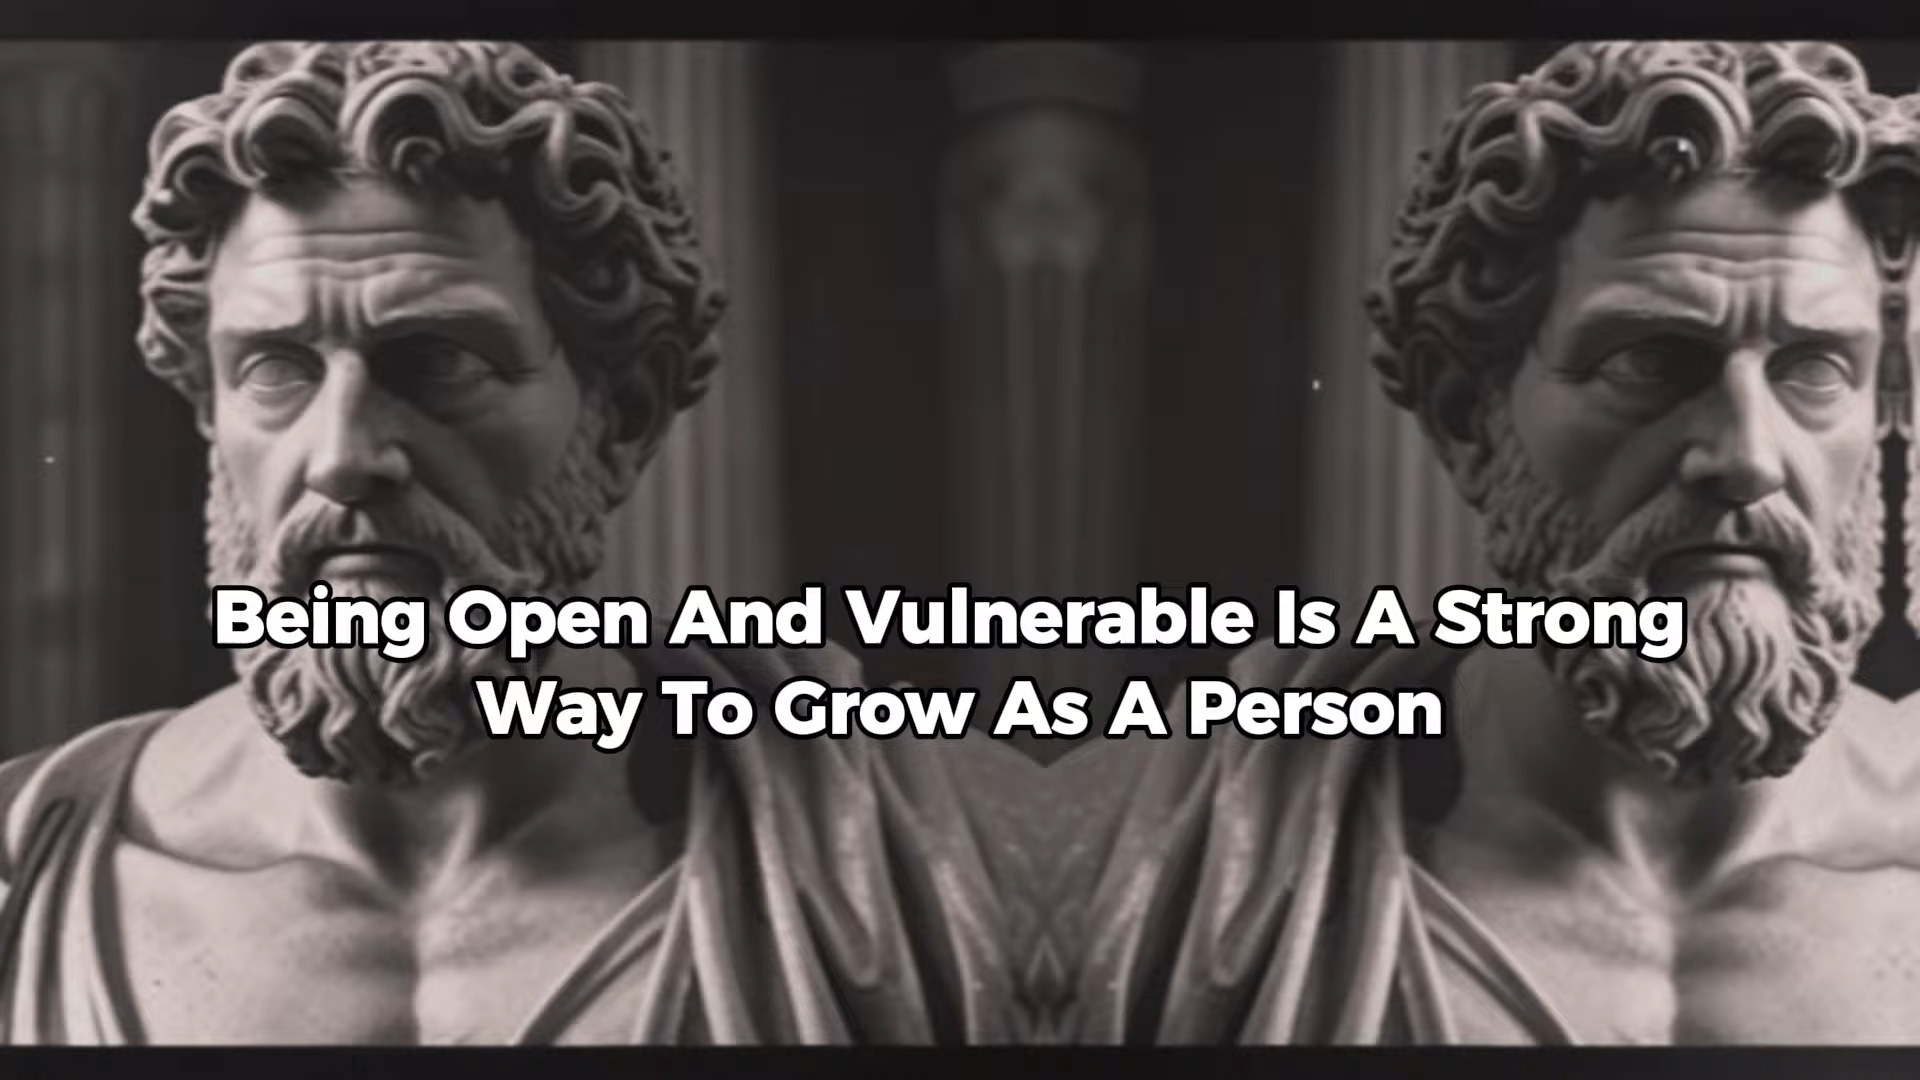 Being Open And Vulnerable Is A Strong
Way To Grow As A Person